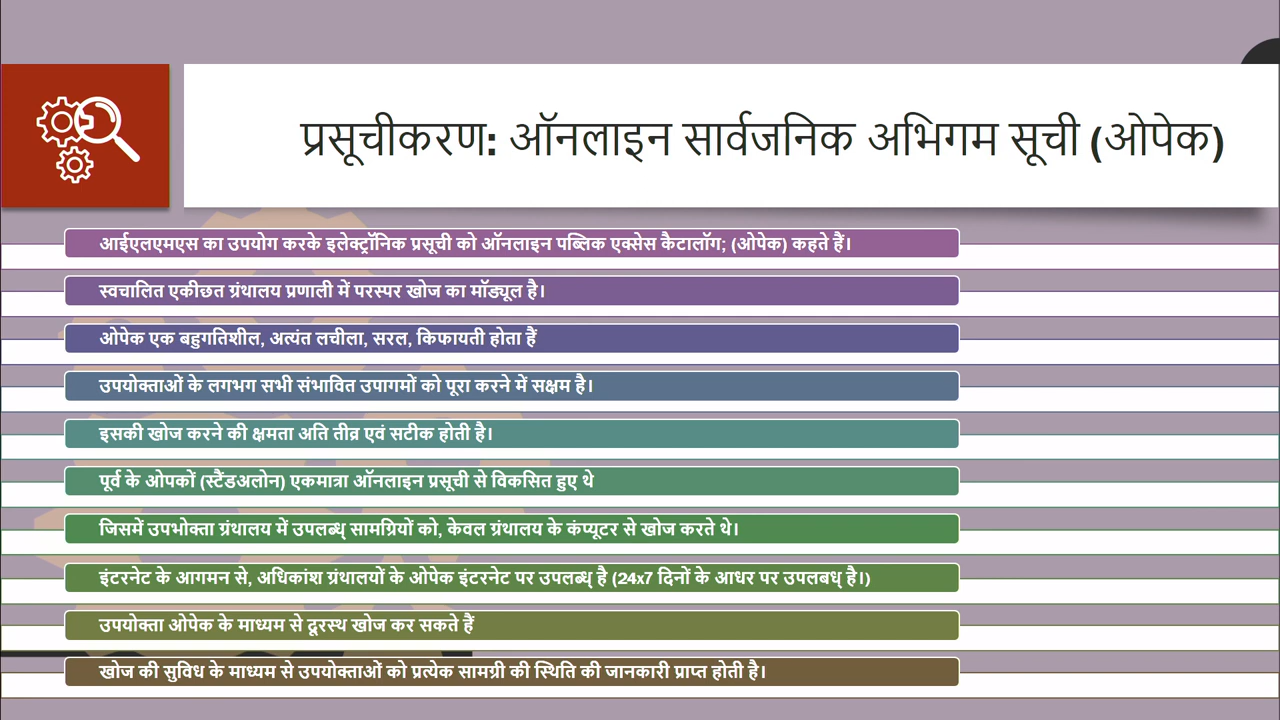 प्रसूचीकरण: ऑनलाइन सार्वजनिक अभिगम सूची (ओपेक)
आईएलएमएस का उपयोग करके इलेक्ट्रॉनिक प्रसूची को ऑनलाइन पब्लिक एक्सेस कैटालॉग; (ओपेक) कहते हैं।
स्वचालित एकीछत ग्रंथालय प्रणाली में परस्पर खोज का मॉड्यूल है।
ओपेक एक बहुगतिशील, अत्यंत लचीला, सरल, किफायती होता हैं
उपयोक्ताओं के लगभग सभी संभावित उपागमों को पूरा करने में सक्षम है।
इसकी खोज करने की क्षमता अति तीव्र एवं सटीक होती है।
पूर्व के ओपकों (स्टैंडअलोन) एकमात्रा ऑनलाइन प्रसूची से विकसित हुए थे
जिसमें उपभोक्ता ग्रंथालय में उपलब्ध् सामग्रियों को, केवल ग्रंथालय के कंप्यूटर से खोज करते थे।
इंटरनेट के आगमन से, अधिकांश ग्रंथालयों के ओपेक इंटरनेट पर उपलब्ध् है (24x7 दिनों के आधर पर उपलबध् है।)
उपयोक्ता ओपेक के माध्यम से दूरस्थ खोज कर सकते हैं
खोज की सुविध के माध्यम से उपयोक्ताओं को प्रत्येक सामग्री की स्थिति की जानकारी प्राप्त होती है।